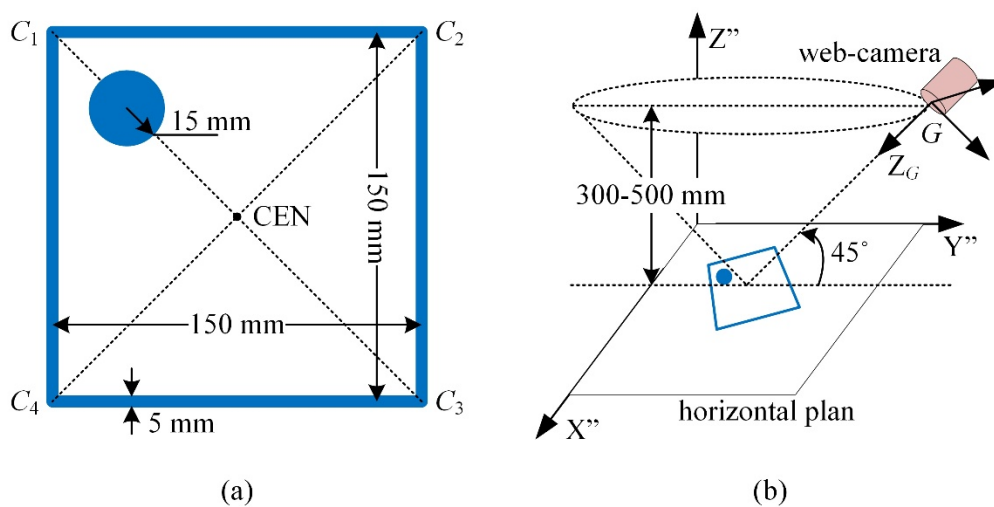 C1
C2
15 mm
150 mm
CEN
150 mm
C4
C3
5 mm
(a)
Z”
web-camera
G
ZG
300-500 mm
45°
Y”
horizontal plan
X”
(b)